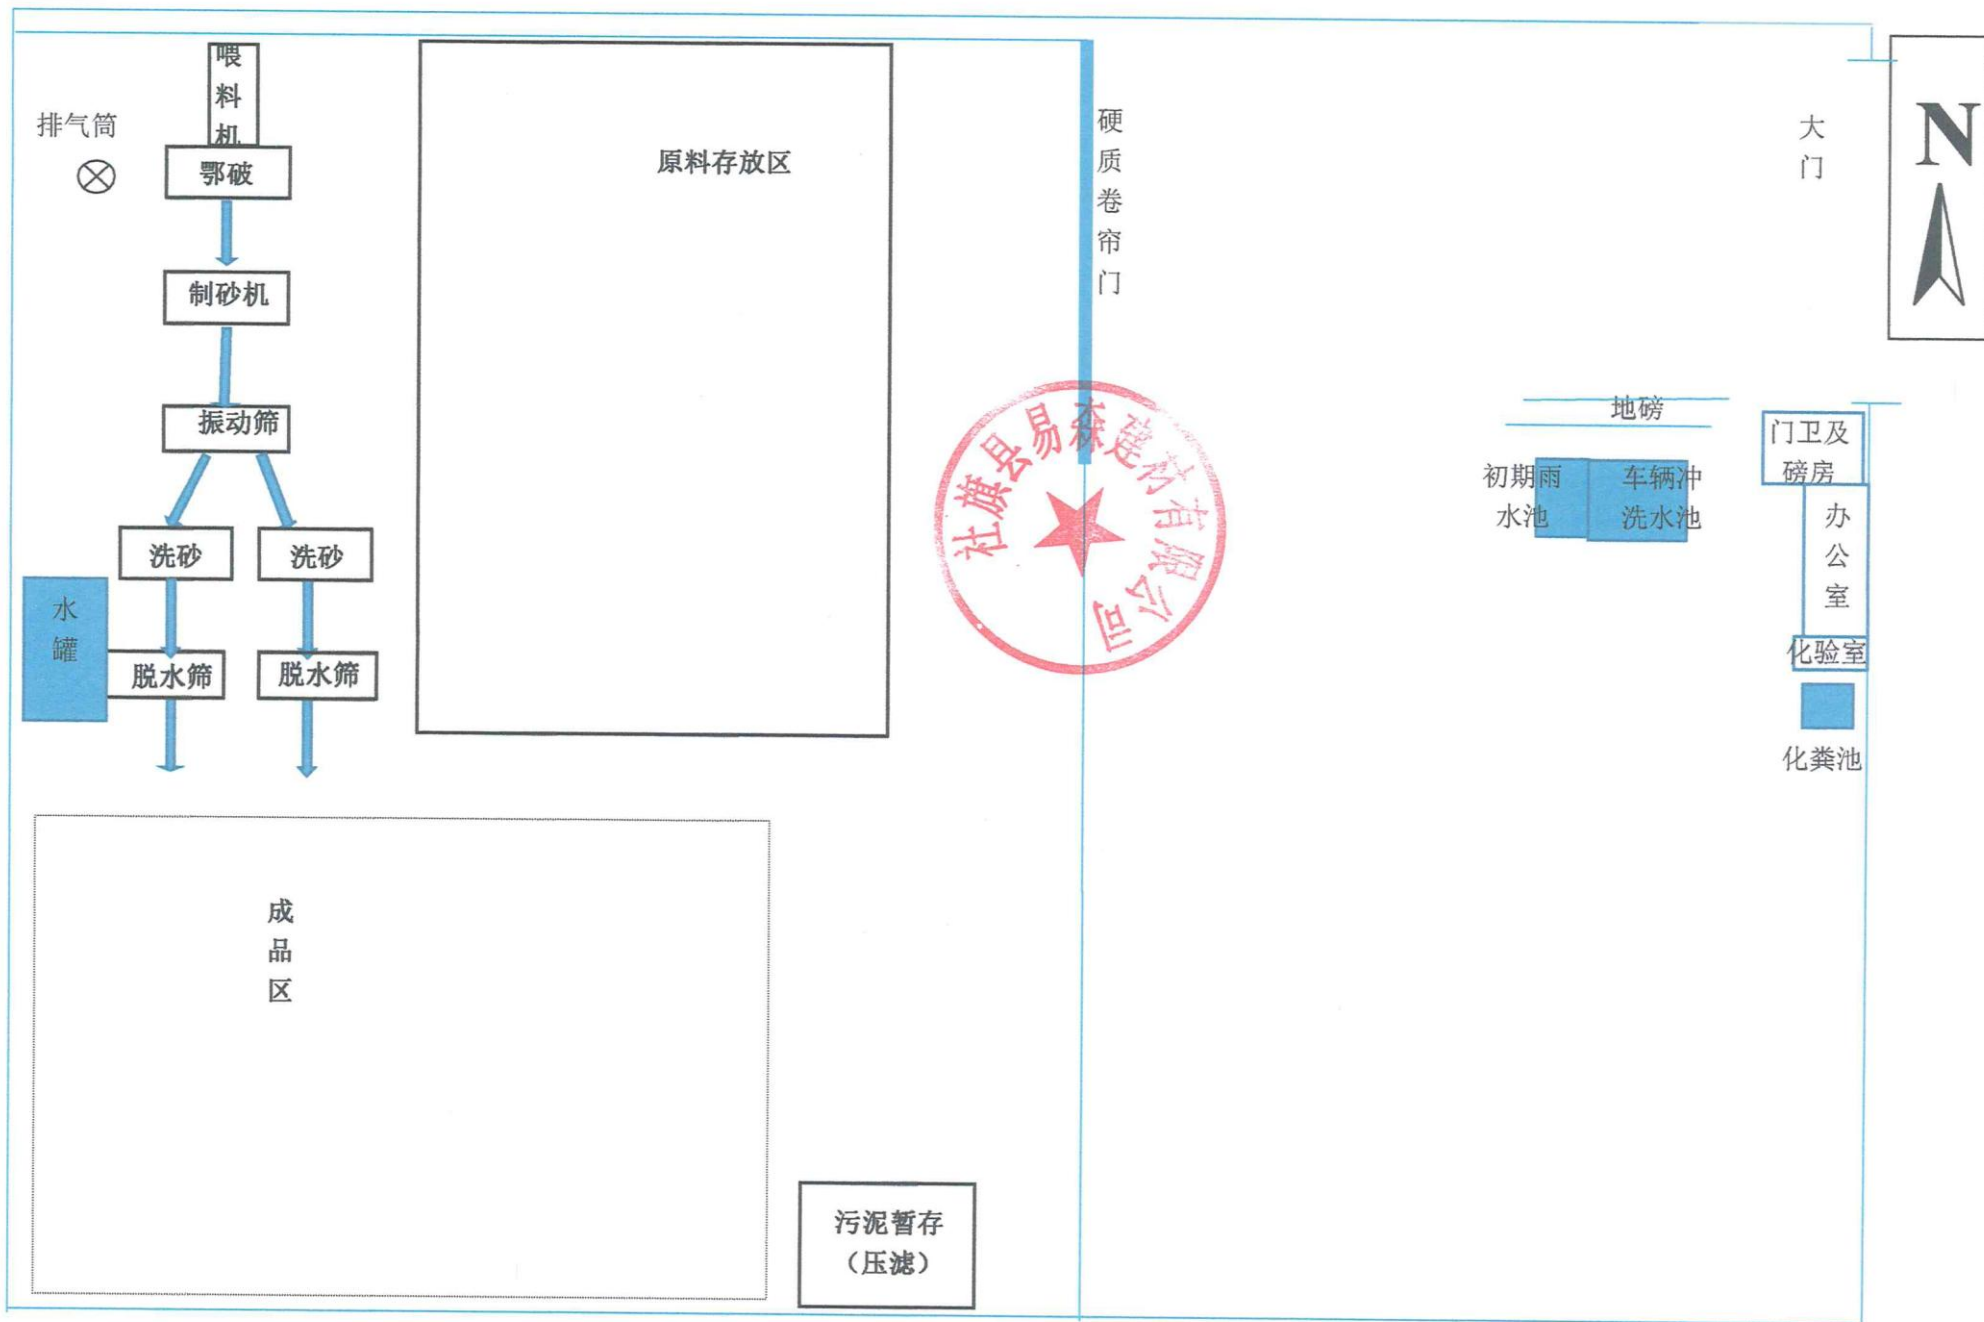 喂料机
排气筒
鄂破
制砂机
振动筛
洗砂
洗砂
水罐
脱水筛
脱水筛
原料存放区
成品区
污泥暂存
（压滤）
硬质卷帘门
社旗县易森建材有限公司
大门
N
地磅
初期雨
水池
车辆冲
洗水池
门卫及
磅房
办公室
化验室
化粪池